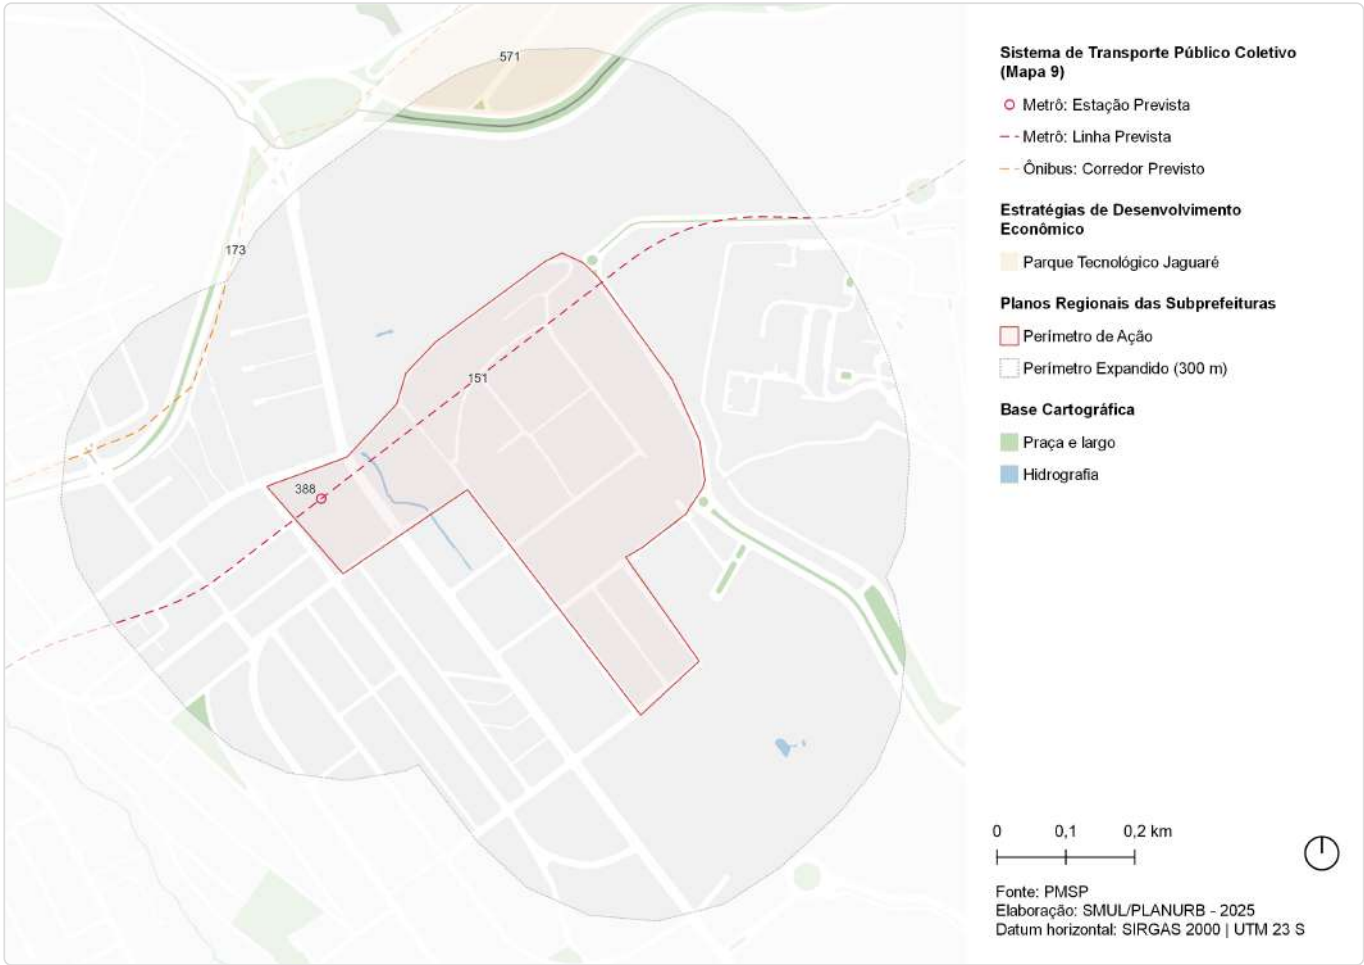 571
173
151
388
Sistema de Transporte Público Coletivo
(Mapa 9)
Metrô: Estação Prevista
Metrô: Linha Prevista
Ônibus: Corredor Previsto
Estratégias de Desenvolvimento
Econômico
Parque Tecnológico Jaguaré
Planos Regionais das Subprefeituras
Perímetro de Ação
Perímetro Expandido (300 m)
Base Cartográfica
Praça e largo
Hidrografia
0 0,1 0,2 km
Fonte: PMSP
Elaboração: SMUL/PLANURB - 2025
Datum horizontal: SIRGAS 2000 | UTM 23 S